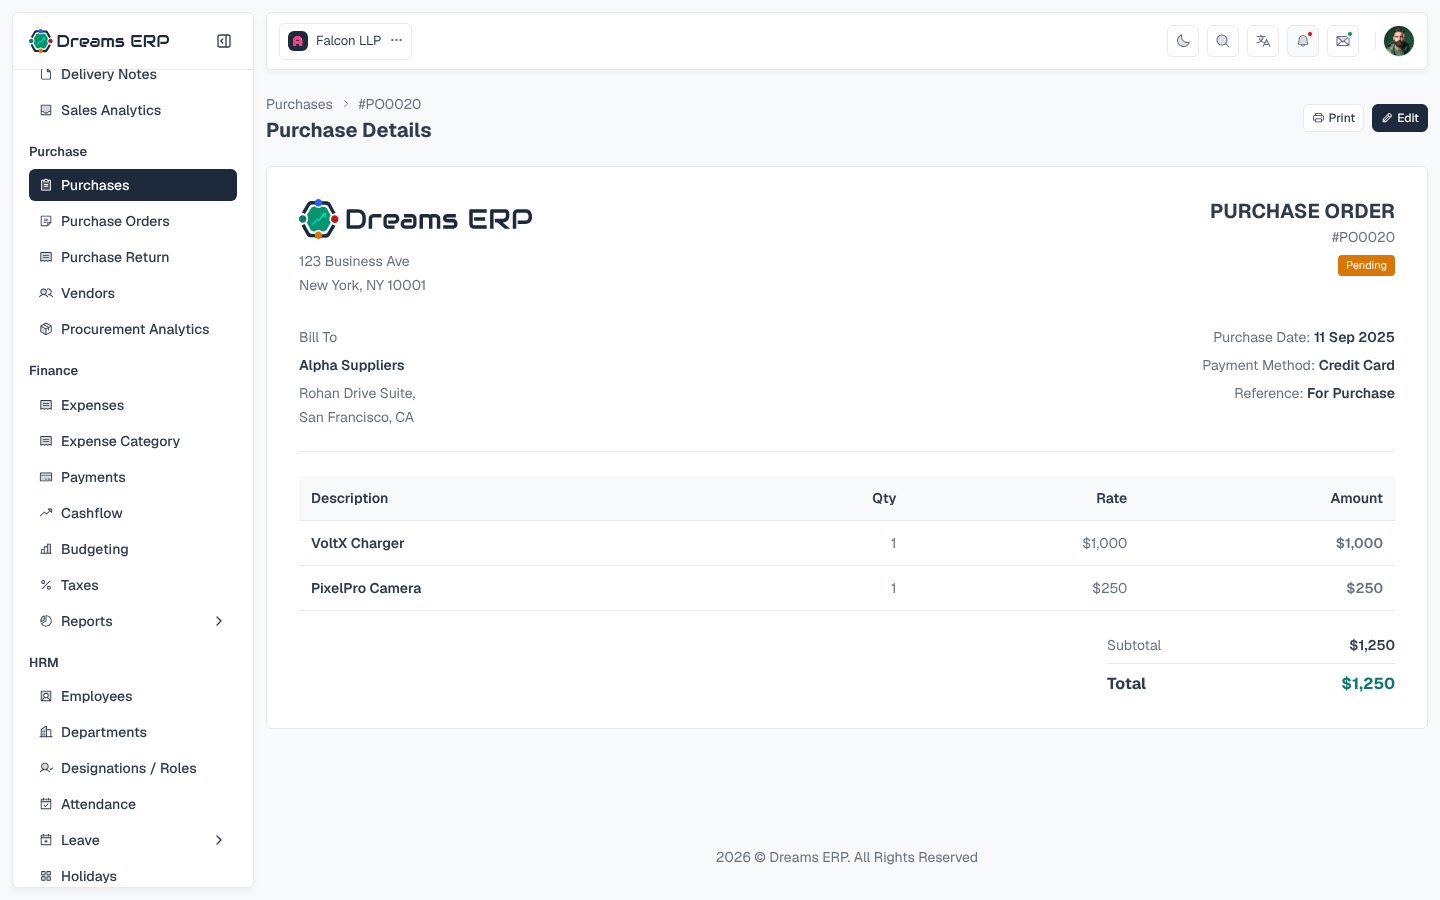 Dreams ERP
Delivery Notes
Sales Analytics
Purchase
Purchases
Purchase Orders
Purchase Return
Vendors
Procurement Analytics
Finance
Expenses
Expense Category
Payments
Cashflow
Budgeting
Taxes
Reports
HRM
Employees
Departments
Designations / Roles
Attendance
Leave
Holidays
Falcon LLP
Purchases > #PO0020
Purchase Details
Print
Edit
Dreams ERP
123 Business Ave
New York, NY 10001
PURCHASE ORDER
#PO0020
Pending
Bill To
Alpha Suppliers
Rohan Drive Suite,
San Francisco, CA
Purchase Date: 11 Sep 2025
Payment Method: Credit Card
Reference: For Purchase
Description Qty Rate Amount
VoltX Charger 1 $1,000 $1,000
PixelPro Camera 1 $250 $250
Subtotal $1,250
Total $1,250
2026 © Dreams ERP. All Rights Reserved